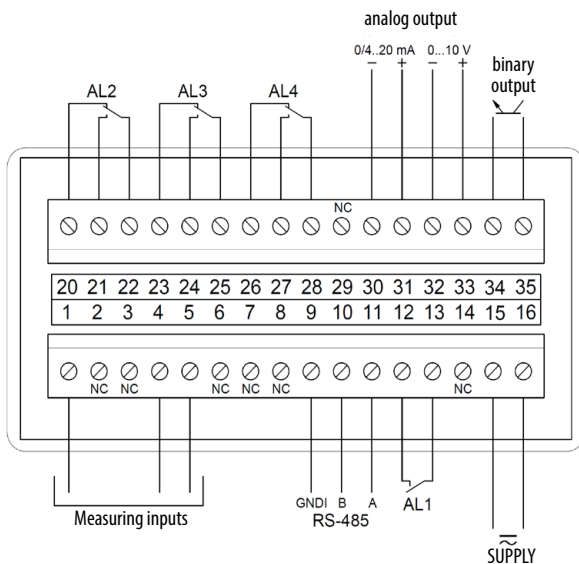 analog output
0/4..20 mA 0...10 V
− + − +
binary
output
AL2 AL3 AL4
NC
20 21 22 23 24 25 26 27 28 29 30 31 32 33 34 35
1 2 3 4 5 6 7 8 9 10 11 12 13 14 15 16
NC NC NC NC NC NC
GNDI B A
RS-485
AL1
Measuring inputs
SUPPLY